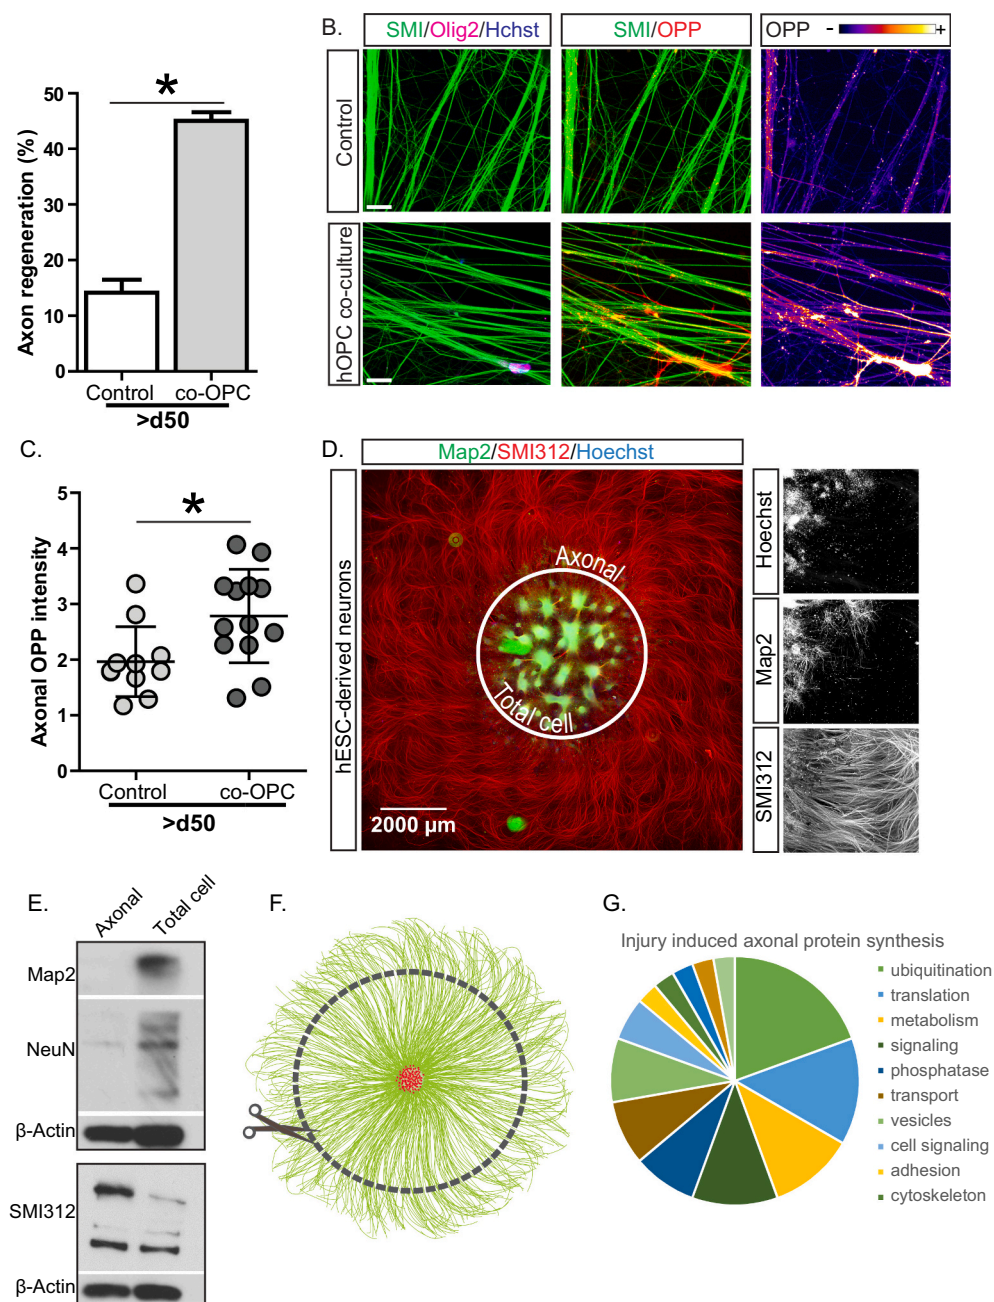 *
Axon regeneration (%)
50
40
30
20
10
0
Control
co-OPC
>d50
B.
SMI/Olig2/Hchst
SMI/OPP
OPP - +
Control
hOPC co-culture
C.
*
Axonal OPP intensity
5
4
3
2
1
0
Control
co-OPC
>d50
D.
Map2/SMI312/Hoechst
hESC-derived neurons
Axonal
Total cell
2000 µm
Hoechst
Map2
SMI312
E.
Axonal
Total cell
Map2
NeuN
β-Actin
SMI312
β-Actin
F.
G.
Injury induced axonal protein synthesis
ubiquitination
translation
metabolism
signaling
phosphatase
transport
vesicles
cell signaling
adhesion
cytoskeleton